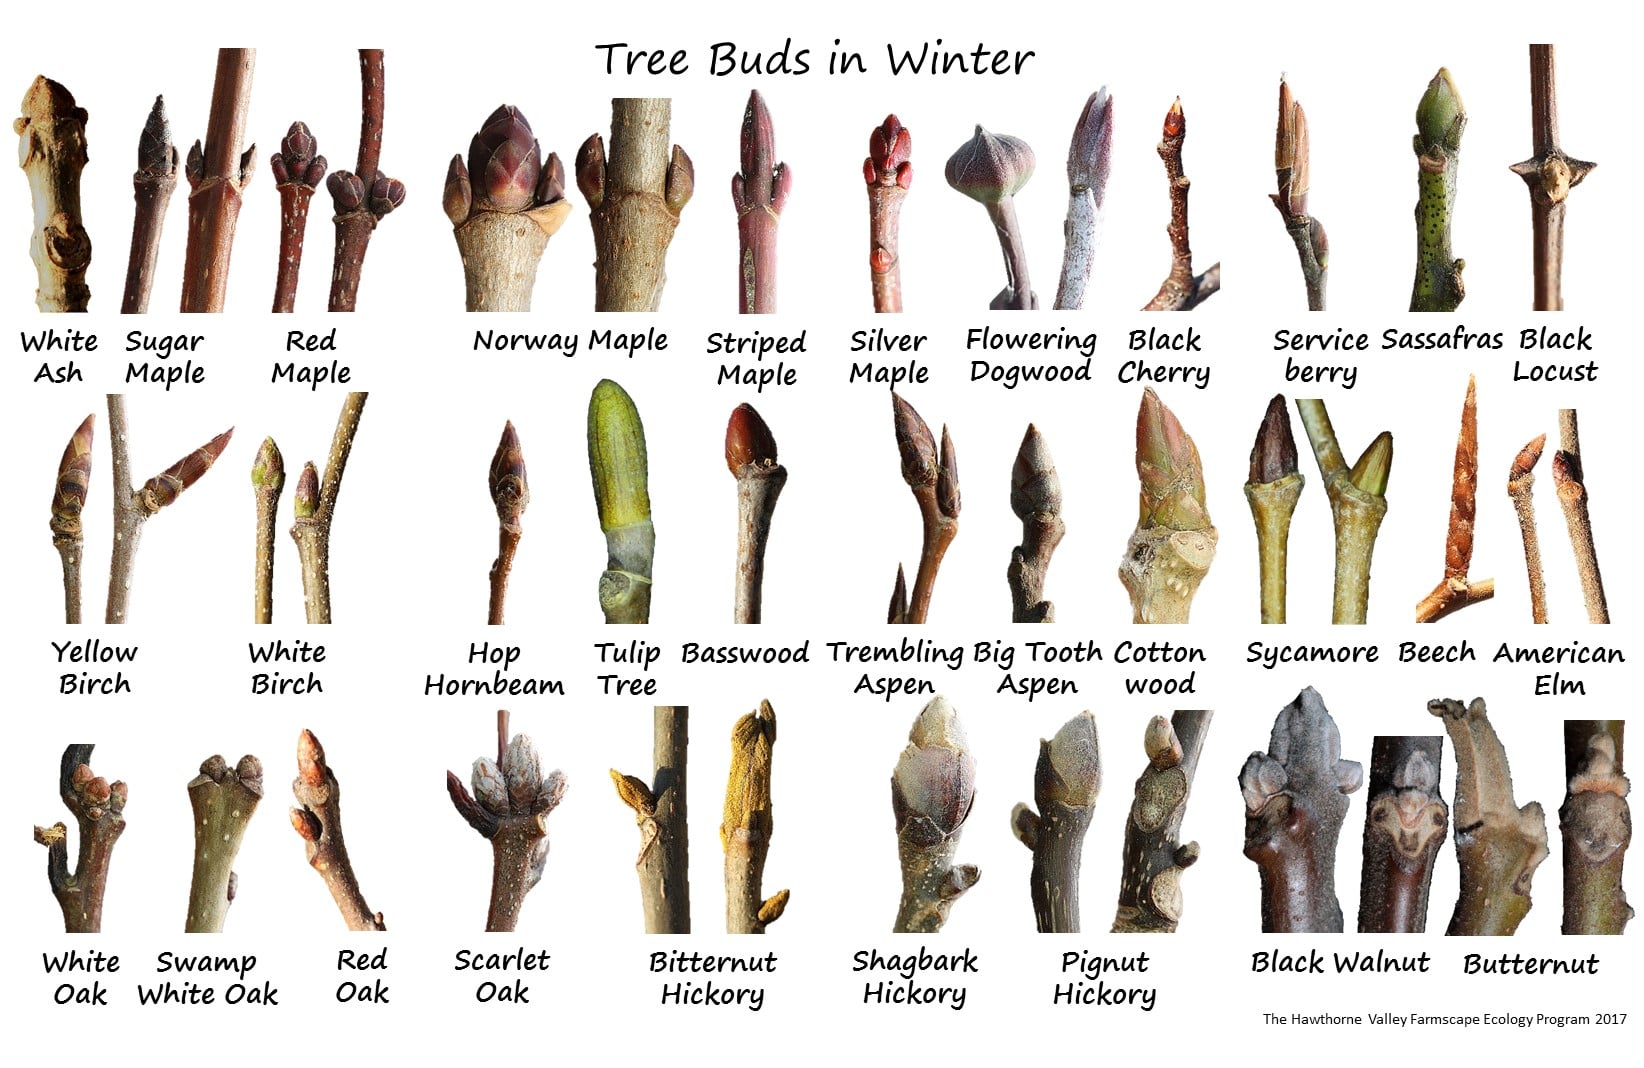 Tree Buds in Winter
White
Ash
Sugar
Maple
Red
Maple
Norway Maple
Striped
Maple
Silver
Maple
Flowering
Dogwood
Black
Cherry
Service
berry
Sassafras
Black
Locust
Yellow
Birch
White
Birch
Hop
Hornbeam
Tulip
Tree
Basswood
Trembling
Aspen
Big Tooth
Aspen
Cotton
wood
Sycamore
Beech
American
Elm
White
Oak
Swamp
White Oak
Red
Oak
Scarlet
Oak
Bitternut
Hickory
Shagbark
Hickory
Pignut
Hickory
Black Walnut
Butternut
The Hawthorne Valley Farmscape Ecology Program 2017